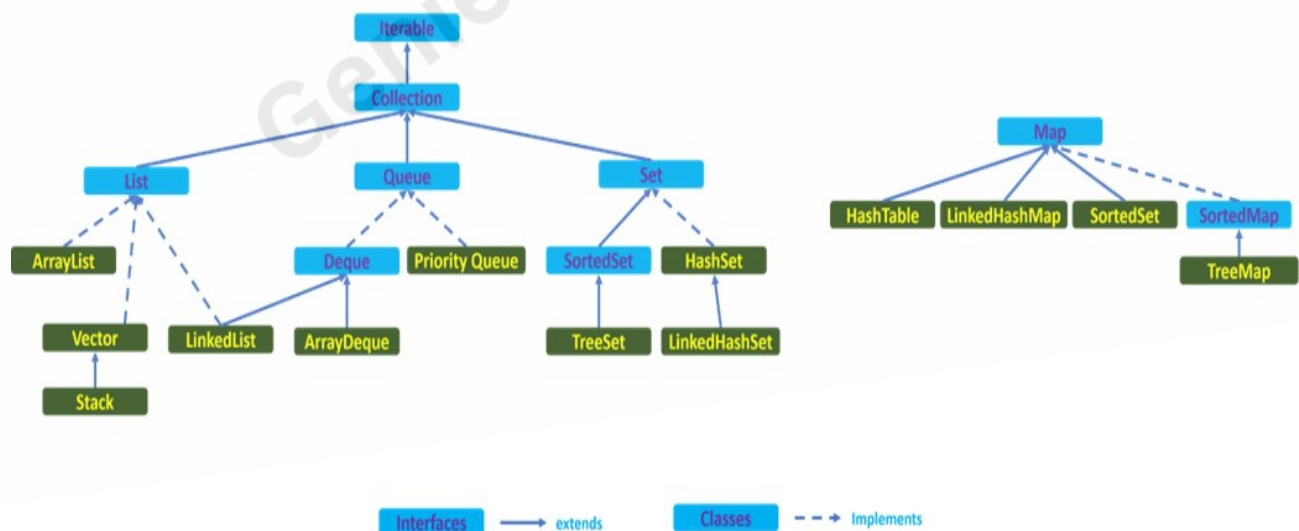 Iterable
Collection
List
Queue
Set
ArrayList
Deque
Priority Queue
SortedSet
HashSet
Vector
LinkedList
ArrayDeque
TreeSet
LinkedHashSet
Stack
Map
HashTable
LinkedHashMap
SortedSet
SortedMap
TreeMap
Interfaces
extends
Classes
Implements